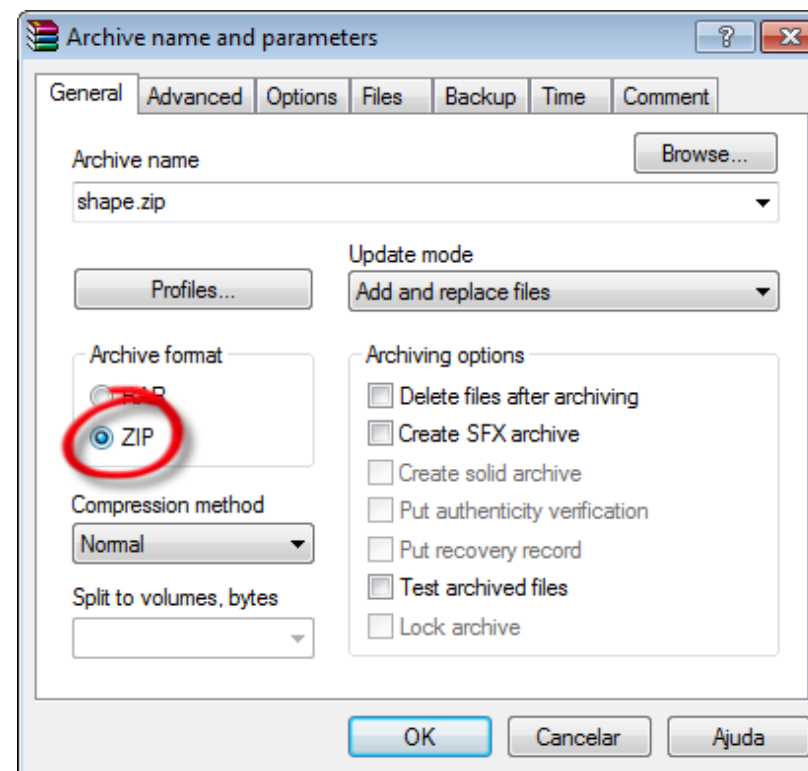 Archive name and parameters
General Advanced Options Files Backup Time Comment
Archive name
Browse...
shape.zip
Update mode
Profiles...
Add and replace files
Archive format
RAR
ZIP
Compression method
Normal
Split to volumes, bytes
Archiving options
Delete files after archiving
Create SFX archive
Create solid archive
Put authenticity verification
Put recovery record
Test archived files
Lock archive
OK Cancelar Ajuda